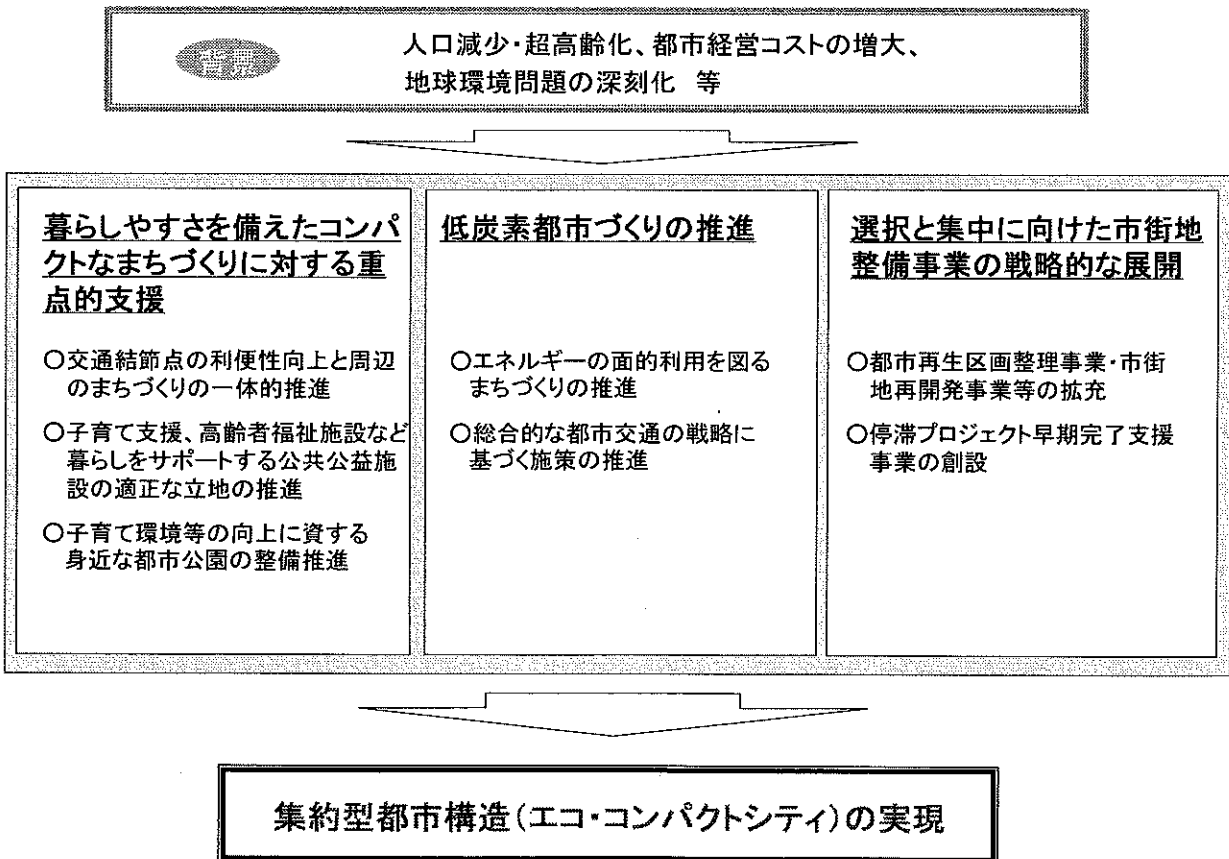 背景
人口減少・超高齢化、都市経営コストの増大、
地球環境問題の深刻化 等
暮らしやすさを備えたコンパ
クトなまちづくりに対する重
点的支援
○交通結節点の利便性向上と周辺
のまちづくりの一体的推進
○子育て支援、高齢者福祉施設など
暮らしをサポートする公共公益施
設の適正な立地の推進
○子育て環境等の向上に資する
身近な都市公園の整備推進
低炭素都市づくりの推進
○エネルギーの面的利用を図る
まちづくりの推進
○総合的な都市交通の戦略に
基づく施策の推進
選択と集中に向けた市街地
整備事業の戦略的な展開
○都市再生区画整理事業・市街
地再開発事業等の拡充
○停滞プロジェクト早期完了支援
事業の創設
集約型都市構造(エコ・コンパクトシティ)の実現